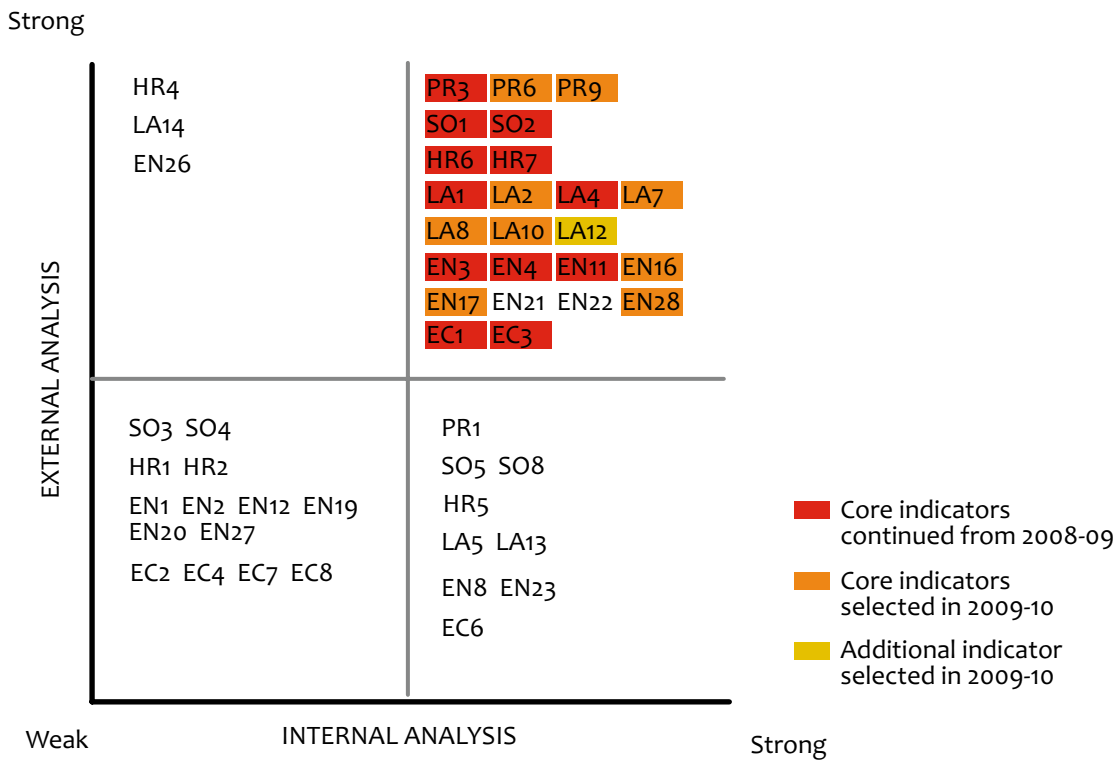 Strong
HR4
LA14
EN26
PR3 PR6 PR9
SO1 SO2
HR6 HR7
LA1 LA2 LA4 LA7
LA8 LA10 LA12
EN3 EN4 EN11 EN16
EN17 EN21 EN22 EN28
EC1 EC3
EXTERNAL ANALYSIS
SO3 SO4
HR1 HR2
EN1 EN2 EN12 EN19
EN20 EN27
EC2 EC4 EC7 EC8
PR1
SO5 SO8
HR5
LA5 LA13
EN8 EN23
EC6
Core indicators
continued from 2008-09
Core indicators
selected in 2009-10
Additional indicator
selected in 2009-10
Weak
INTERNAL ANALYSIS
Strong